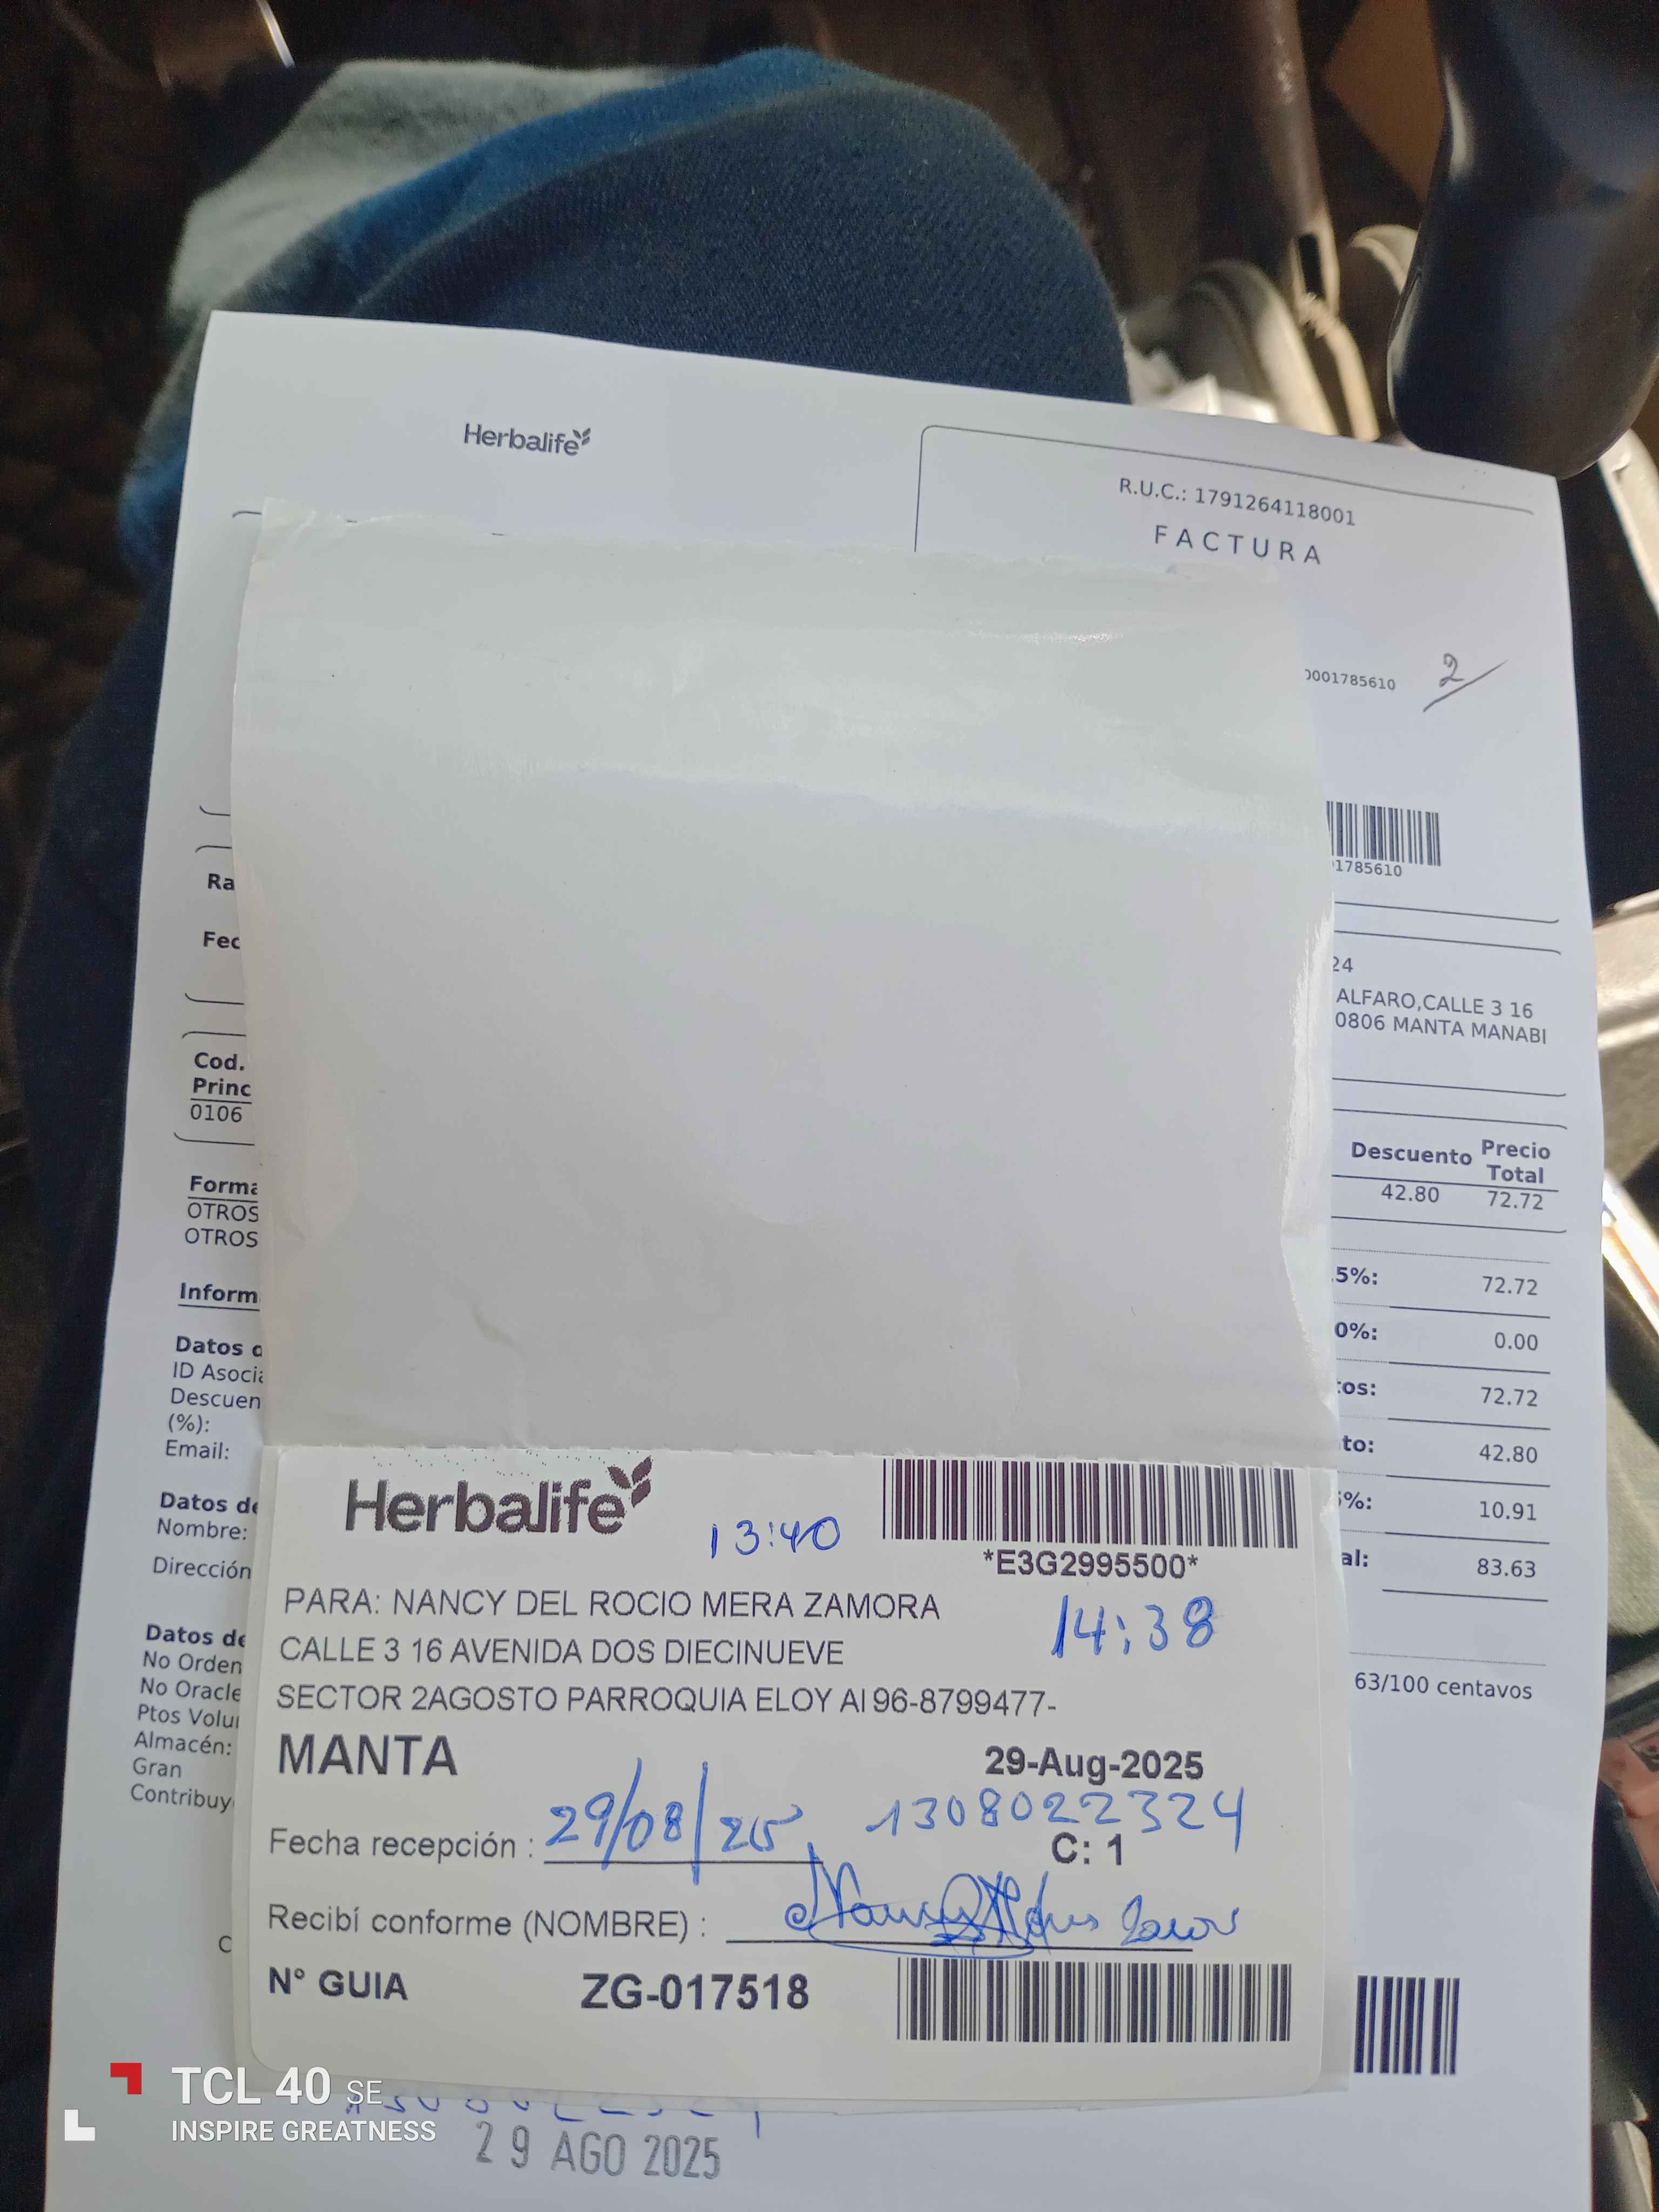 Herbalife
R.U.C.: 1791264118001
FACTURA
0001785610
2
01785610
Ra
Fec
24
ALFARO,CALLE 3 16
0806 MANTA MANABI
Cod.
Princ
0106
Descuento Precio Total
42.80 72.72
Forma
OTROS
OTROS
5%: 72.72
0%: 0.00
tos: 72.72
to: 42.80
%: 10.91
al: 83.63
63/100 centavos
Inform
Datos d
ID Asocia
Descuen
(%):
Email:
Datos de
Nombre:
Dirección
Datos de
No Orden
No Oracle
Ptos Volu
Almacén:
Gran
Contribuy
C
Herbalife
13:40
*E3G2995500*
PARA: NANCY DEL ROCIO MERA ZAMORA
14:38
CALLE 3 16 AVENIDA DOS DIECINUEVE
SECTOR 2AGOSTO PARROQUIA ELOY Al 96-8799477-
MANTA 29-Aug-2025
1308022324
Fecha recepción : 29/08/25 C: 1
Recibí conforme (NOMBRE) : Nancy
N° GUIA ZG-017518
29 AGO 2025
TCL 40 SE
INSPIRE GREATNESS